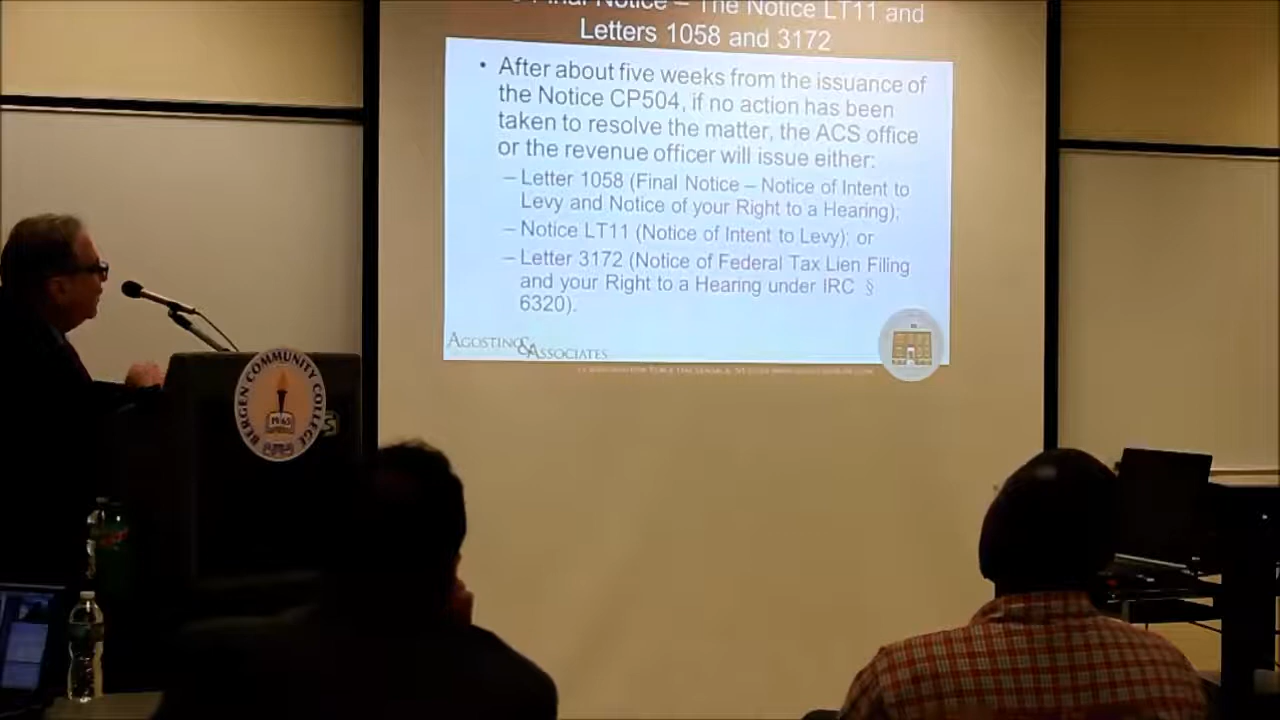 Final Notice – The Notice LT11 and
Letters 1058 and 3172
• After about five weeks from the issuance of
the Notice CP504, if no action has been
taken to resolve the matter, the ACS office
or the revenue officer will issue either:
– Letter 1058 (Final Notice – Notice of Intent to
Levy and Notice of your Right to a Hearing);
– Notice LT11 (Notice of Intent to Levy); or
– Letter 3172 (Notice of Federal Tax Lien Filing
and your Right to a Hearing under IRC §
6320).
AGOSTINO & ASSOCIATES
BERGEN COMMUNITY COLLEGE
1965